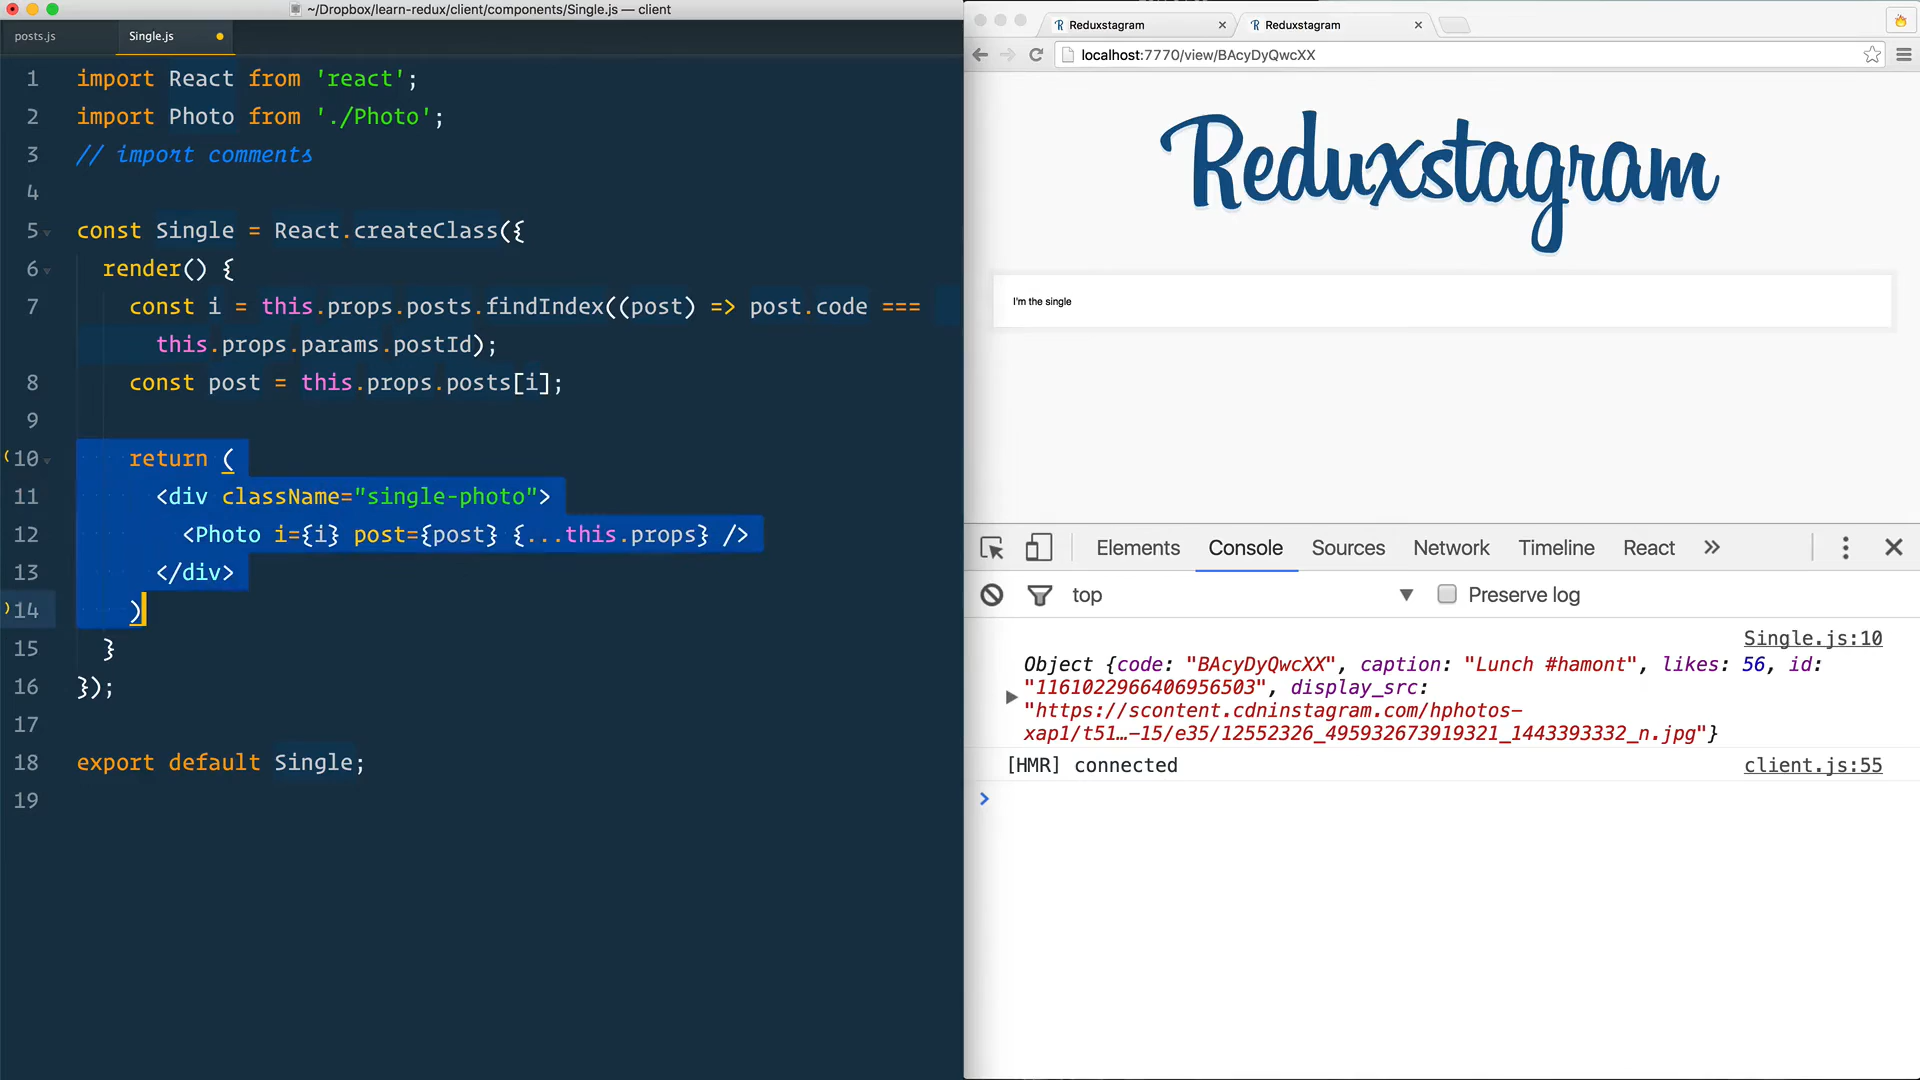 ~/Dropbox/learn-redux/client/components/Single.js — client
posts.js
Single.js
1 import React from 'react';
2 import Photo from './Photo';
3 // import comments
4
5 const Single = React.createClass({
6 render() {
7 const i = this.props.posts.findIndex((post) => post.code ===
this.props.params.postId);
8 const post = this.props.posts[i];
9
10 return (
11 <div className="single-photo">
12 <Photo i={i} post={post} {...this.props} />
13 </div>
14 )
15 }
16 });
17
18 export default Single;
19
Reduxstagram
Reduxstagram
localhost:7770/view/BAcyDyQwcXX
Reduxstagram
I'm the single
Elements Console Sources Network Timeline React »
top Preserve log
Single.js:10
Object {code: "BAcyDyQwcXX", caption: "Lunch #hamont", likes: 56, id:
"1161022966406956503", display_src:
"https://scontent.cdninstagram.com/hphotos-
xap1/t51…-15/e35/12552326_495932673919321_1443393332_n.jpg"}
[HMR] connected client.js:55